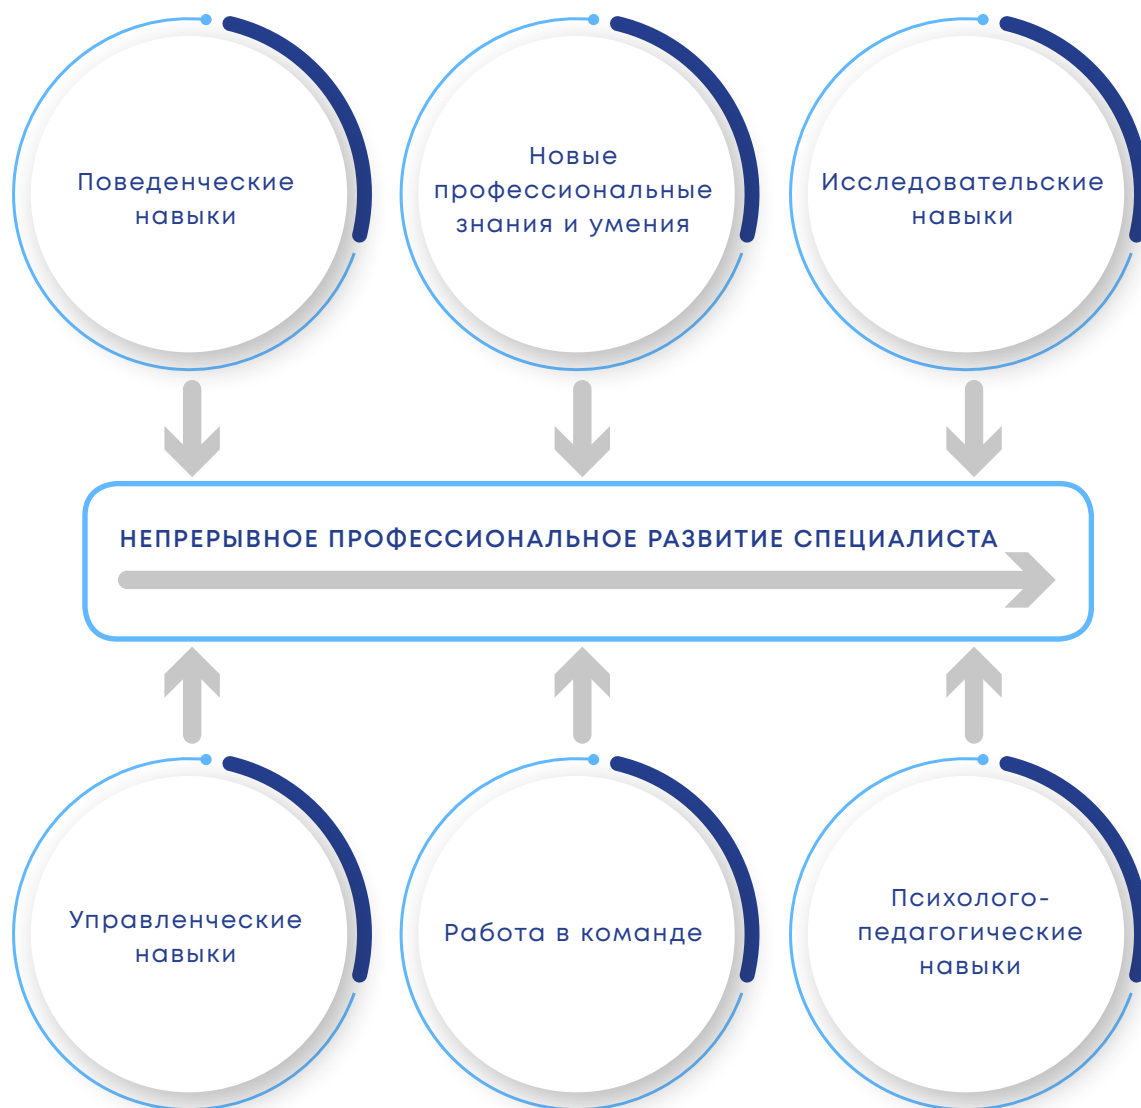 Поведенческие
навыки
Новые
профессиональные
знания и умения
Исследовательские
навыки
НЕПРЕРЫВНОЕ ПРОФЕССИОНАЛЬНОЕ РАЗВИТИЕ СПЕЦИАЛИСТА
Управленческие
навыки
Работа в команде
Психолого-
педагогические
навыки